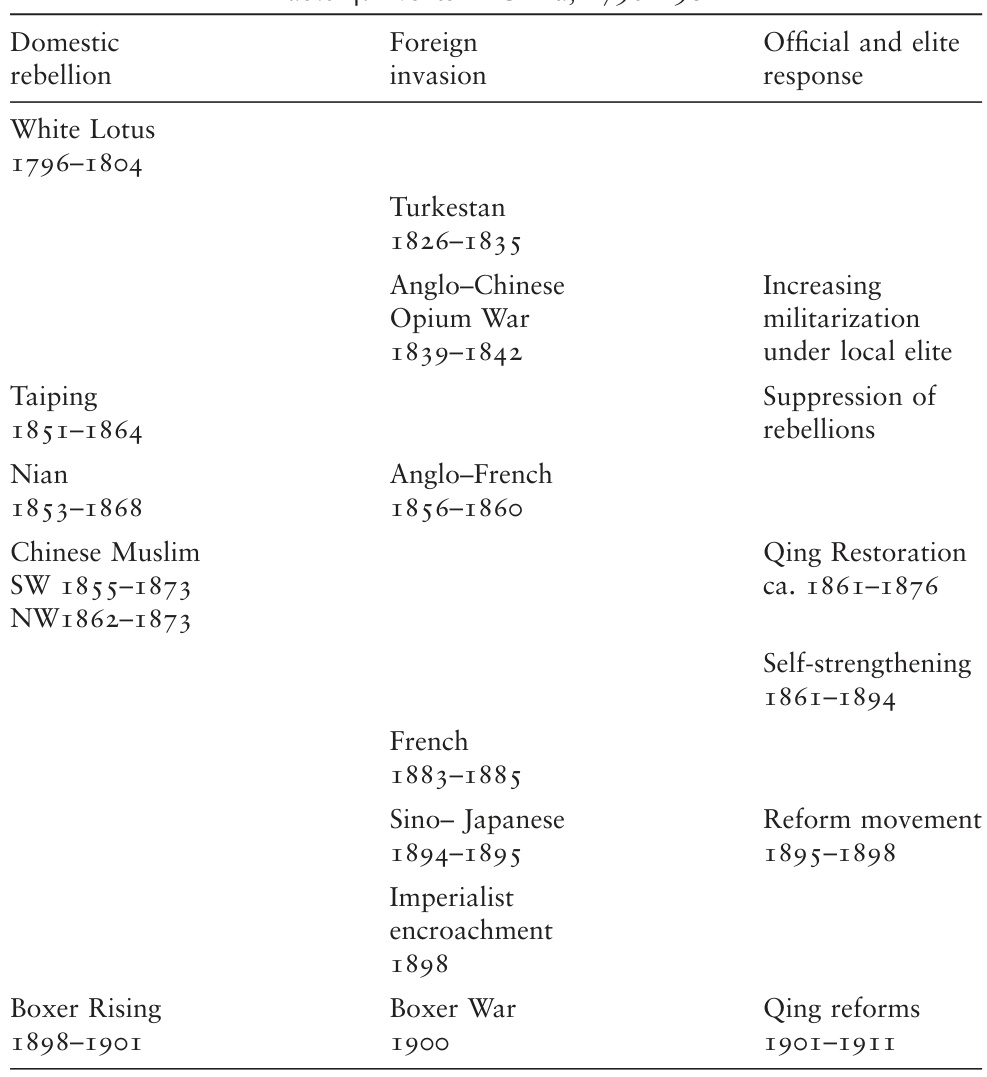 Domestic Foreign Official and elite
rebellion invasion response
White Lotus
1796–1804
Turkestan
1826–1835
Anglo–Chinese Increasing
Opium War militarization
1839–1842 under local elite
Taiping Suppression of
1851–1864 rebellions
Nian Anglo–French
1853–1868 1856–1860
Chinese Muslim Qing Restoration
SW 1855–1873 ca. 1861–1876
NW1862–1873
Self-strengthening
1861–1894
French
1883–1885
Sino– Japanese Reform movement
1894–1895 1895–1898
Imperialist
encroachment
1898
Boxer Rising Boxer War Qing reforms
1898–1901 1900 1901–1911